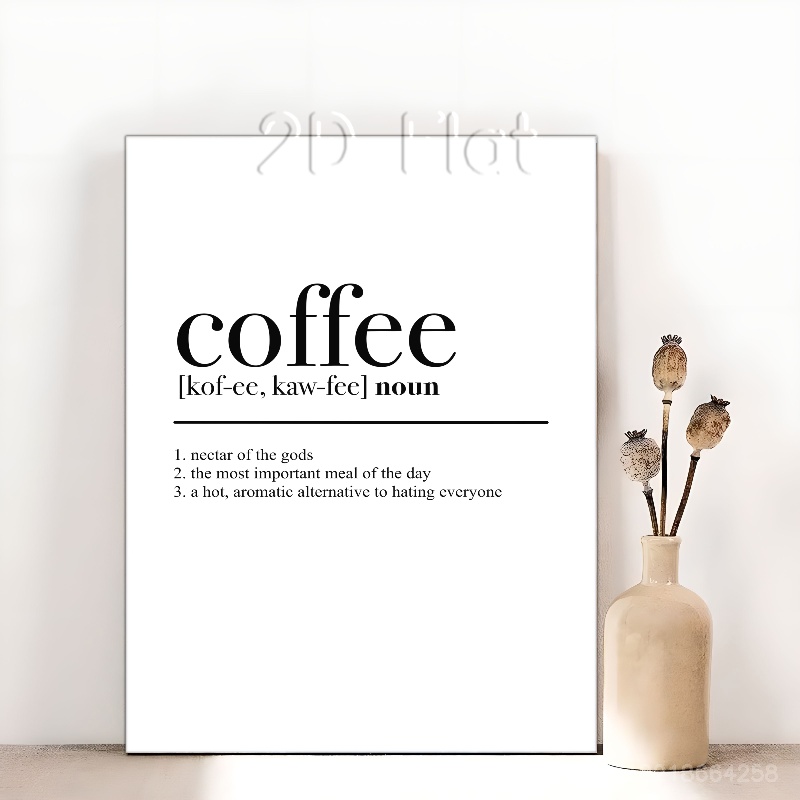 2D Flat
coffee
[kof-ee, kaw-fee] noun
1. nectar of the gods
2. the most important meal of the day
3. a hot, aromatic alternative to hating everyone